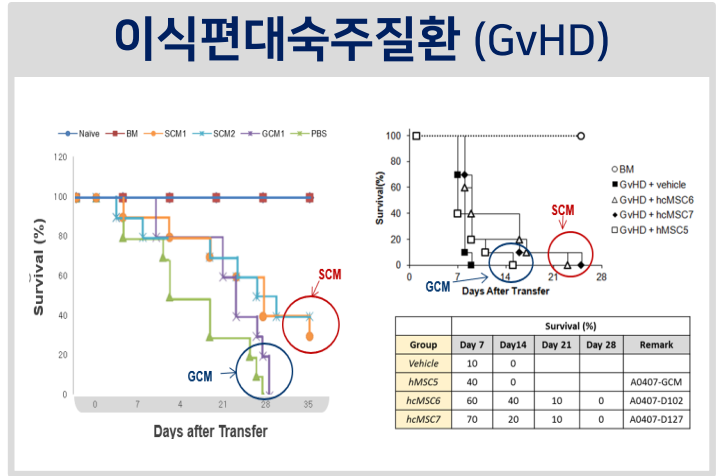 이식편대숙주질환 (GvHD)
Naive BM SCM1 SCM2 GCM1 PBS
Survival (%)
120
100
80
60
40
20
0
0 7 4 21 28 35
Days after Transfer
SCM
GCM
Survival(%)
100
80
60
40
20
0
0 7 14 21 28
Days After Transfer
SCM
GCM
BM
GvHD + vehicle
GvHD + hcMSC6
GvHD + hcMSC7
GvHD + hMSC5
Survival (%)
Group Day 7 Day14 Day 21 Day 28 Remark
Vehicle 10 0
hMSC5 40 0 A0407-GCM
hcMSC6 60 40 10 0 A0407-D102
hcMSC7 70 20 10 0 A0407-D127